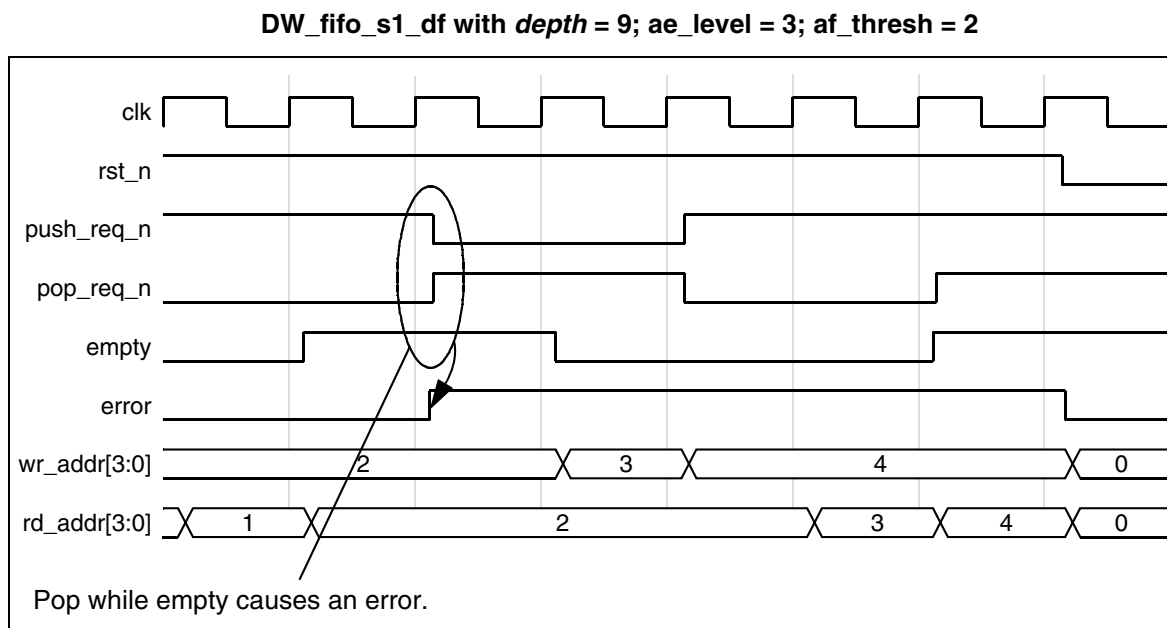 DW_fifo_s1_df with depth = 9; ae_level = 3; af_thresh = 2
clk
rst_n
push_req_n
pop_req_n
empty
error
wr_addr[3:0] 2 3 4 0
rd_addr[3:0] 1 2 3 4 0
Pop while empty causes an error.